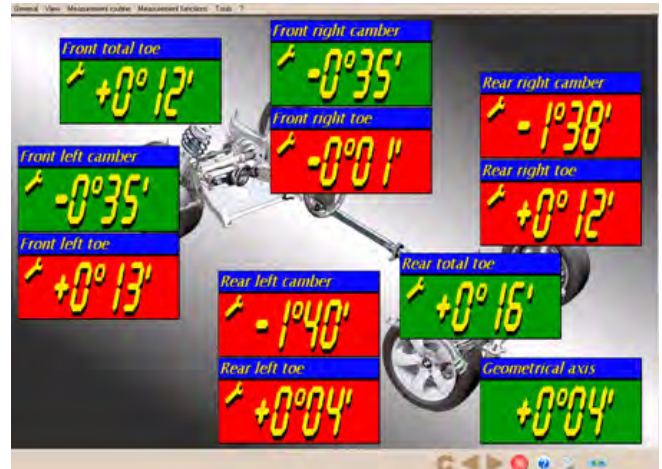 General View Measurement routine Measurement functions Tools ?
Front total toe
+0°12'
Front right camber
-0°35'
Front right toe
-0°01'
Rear right camber
-1°38'
Rear right toe
+0°12'
Front left camber
-0°35'
Front left toe
+0°13'
Rear left camber
-1°40'
Rear left toe
+0°04'
Rear total toe
+0°16'
Geometrical axis
+0°04'